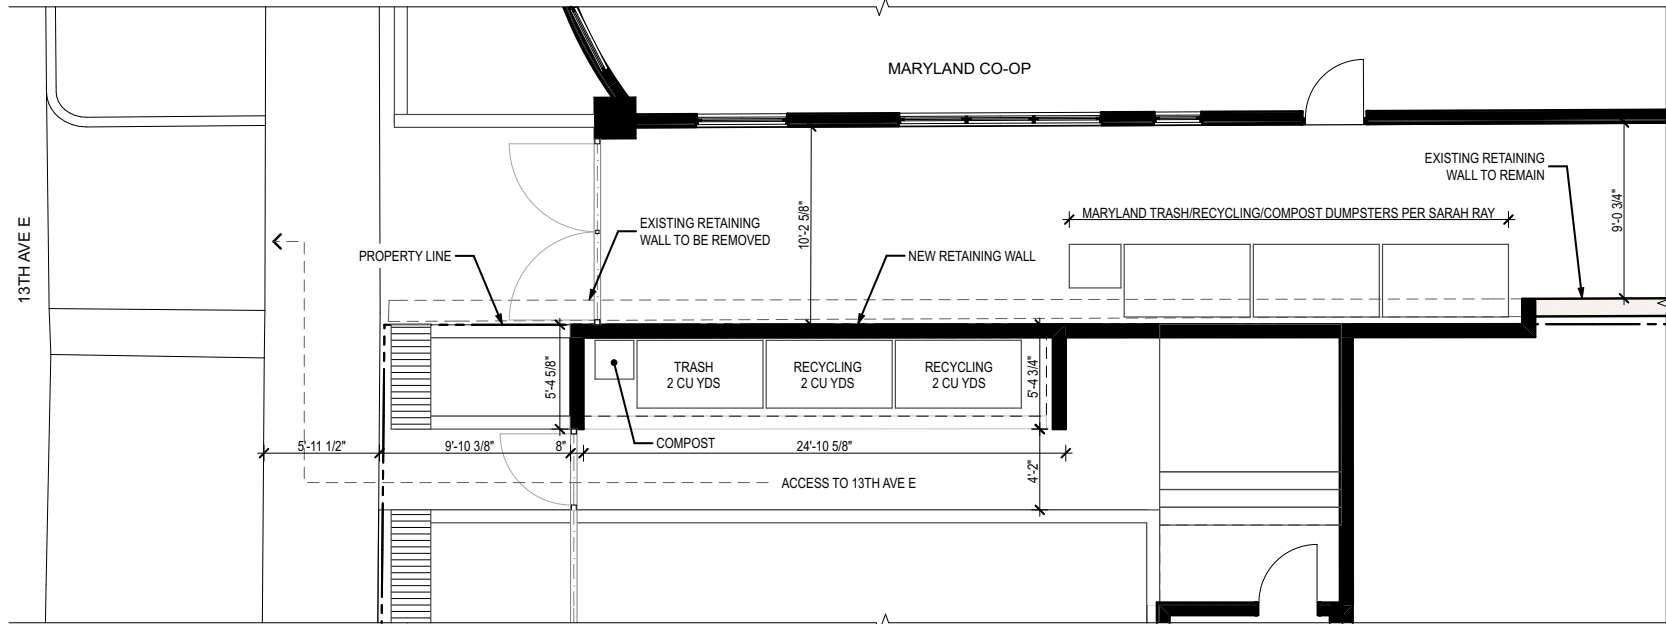 MARYLAND CO-OP
13TH AVE E
EXISTING RETAINING
WALL TO REMAIN
MARYLAND TRASH/RECYCLING/COMPOST DUMPSTERS PER SARAH RAY
9'-0 3/4"
10'-2 5/8"
EXISTING RETAINING
WALL TO BE REMOVED
PROPERTY LINE
NEW RETAINING WALL
5'-4 5/8"
TRASH
2 CU YDS
RECYCLING
2 CU YDS
RECYCLING
2 CU YDS
5'-4 3/4"
COMPOST
5'-11 1/2"
9'-10 3/8"
8"
24'-10 5/8"
4'-2"
ACCESS TO 13TH AVE E